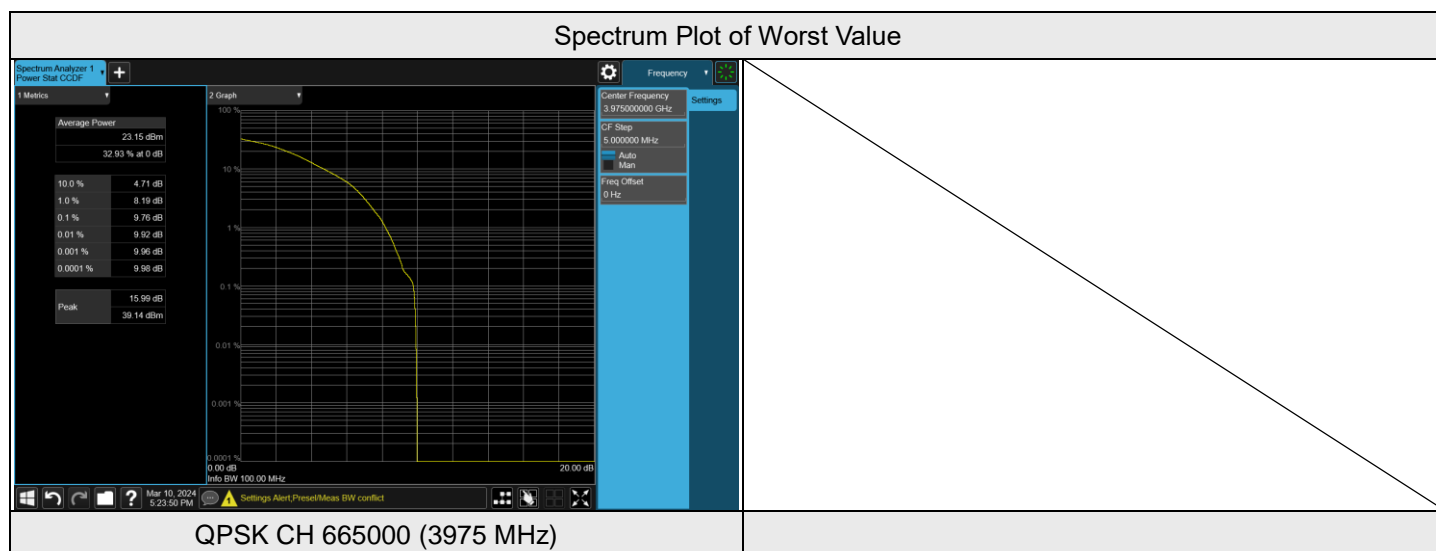 Spectrum Plot of Worst Value
Spectrum Analyzer 1
Power Stat CCDF
Frequency
1 Metrics
2 Graph
Center Frequency
3.975000000 GHz
Settings
CF Step
5.000000 MHz
Auto
Man
Freq Offset
0 Hz
Average Power
23.15 dBm
32.93 % at 0 dB
10.0 % 4.71 dB
1.0 % 8.19 dB
0.1 % 9.76 dB
0.01 % 9.92 dB
0.001 % 9.96 dB
0.0001 % 9.98 dB
Peak
15.99 dB
39.14 dBm
100 %
10 %
1 %
0.1 %
0.01 %
0.001 %
0.0001 %
0.00 dB 20.00 dB
Info BW 100.00 MHz
?
Mar 10, 2024
5:23:50 PM
1
Settings Alert;Presel/Meas BW conflict
QPSK CH 665000 (3975 MHz)